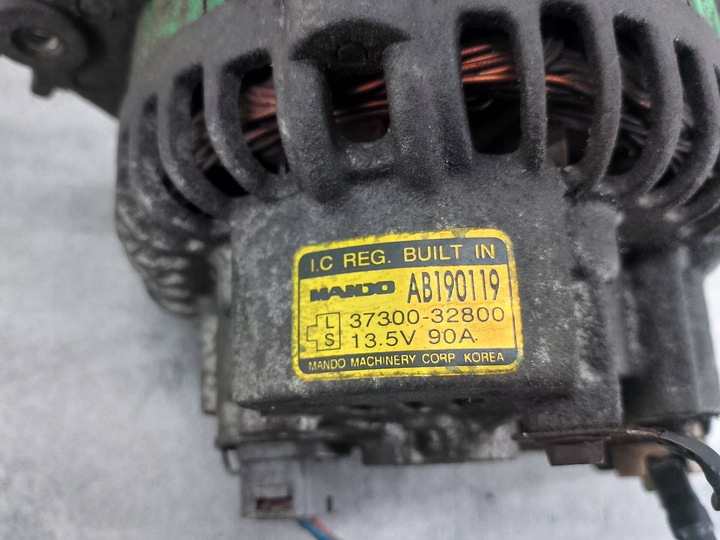 I.C REG. BUILT IN
MANDO AB190119
L 37300-32800
S 13.5V 90A
MANDO MACHINERY CORP KOREA